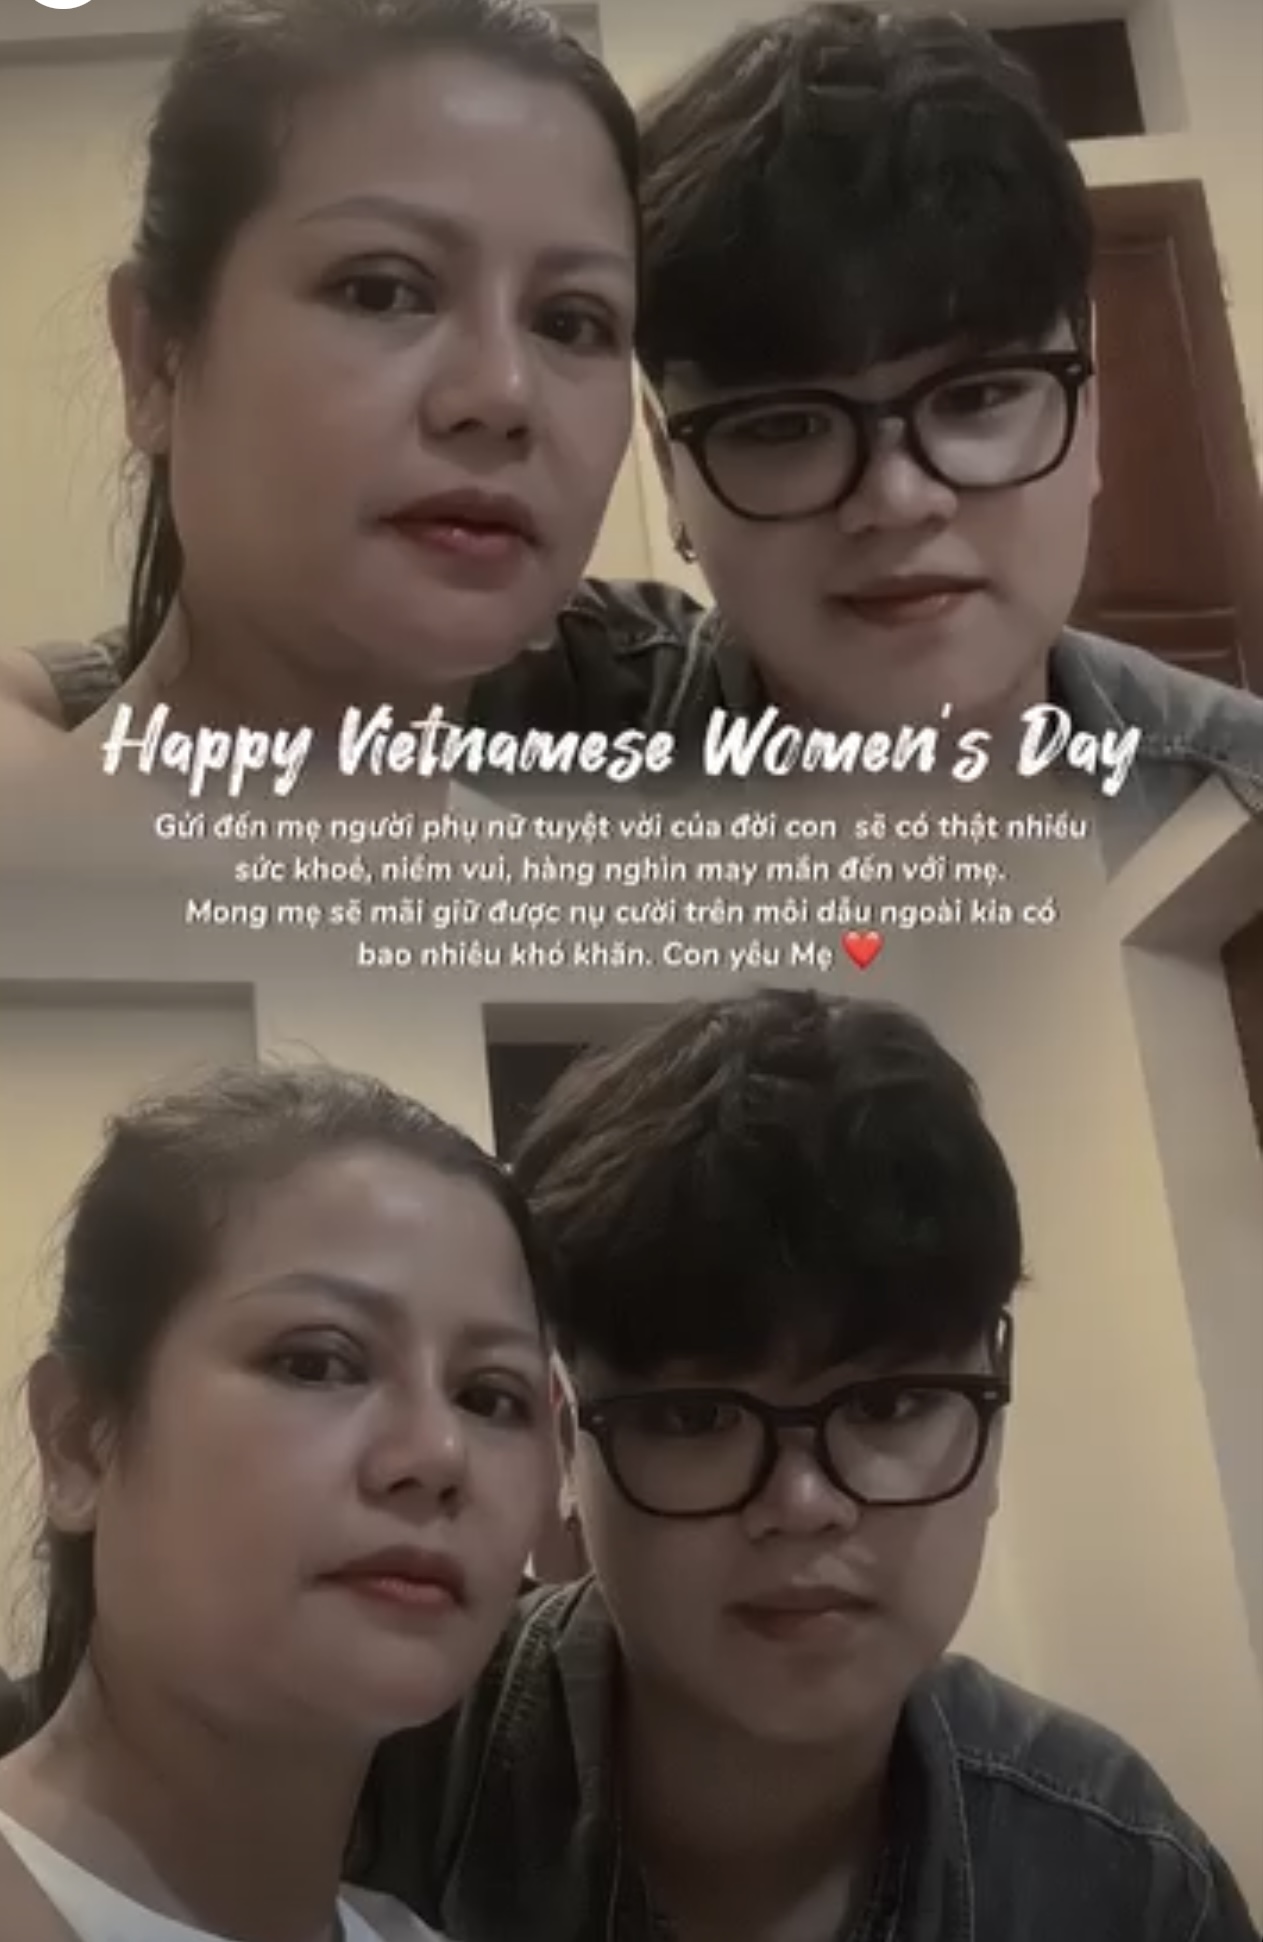 Happy Vietnamese Women's Day
Gửi đến mẹ người phụ nữ tuyệt vời của đời con sẽ có thật nhiều
sức khoẻ, niềm vui, hàng nghìn may mắn đến với mẹ.
Mong mẹ sẽ mãi giữ được nụ cười trên môi dẫu ngoài kia có
bao nhiêu khó khăn. Con yêu Mẹ ❤️